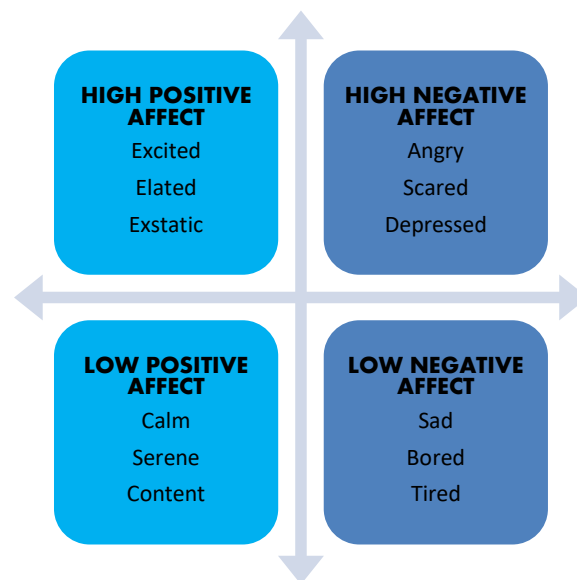 HIGH POSITIVE
AFFECT
Excited
Elated
Exstatic
HIGH NEGATIVE
AFFECT
Angry
Scared
Depressed
LOW POSITIVE
AFFECT
Calm
Serene
Content
LOW NEGATIVE
AFFECT
Sad
Bored
Tired